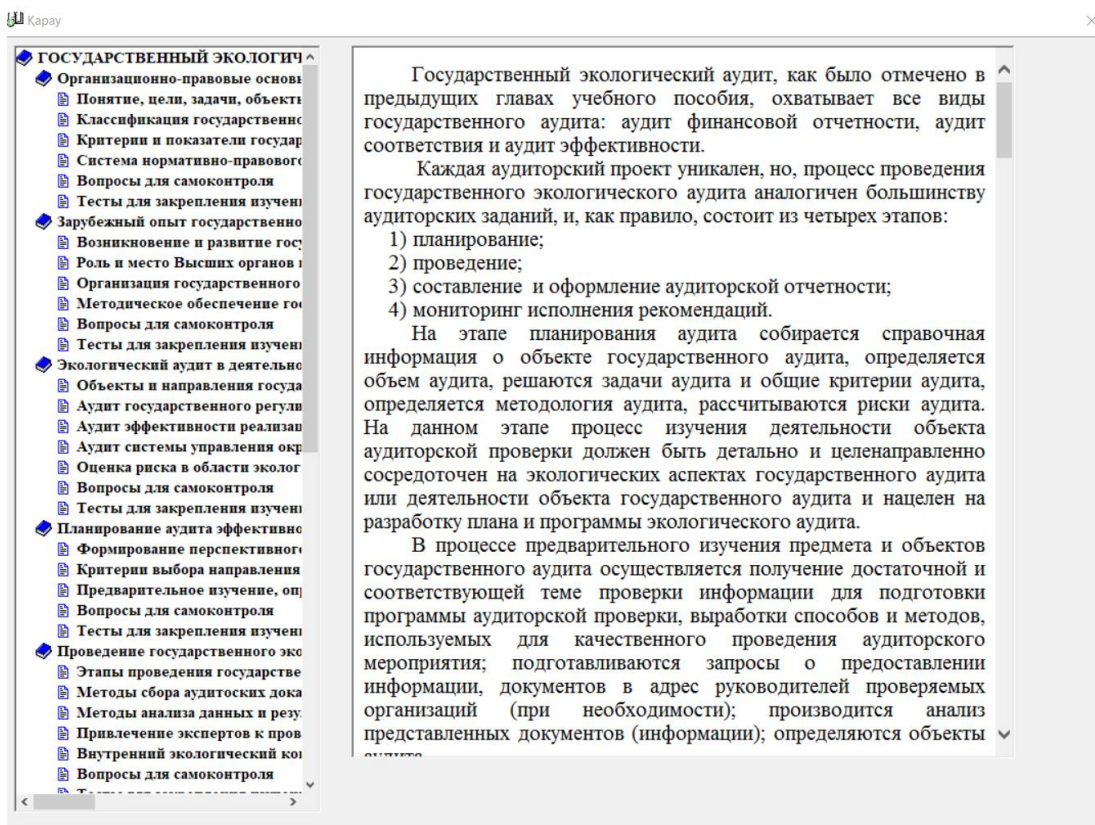 Қарау
ГОСУДАРСТВЕННЫЙ ЭКОЛОГИЧ
Организационно-правовые основы
Понятие, цели, задачи, объекты
Классификация государственно
Критерии и показатели государ
Система нормативно-правового
Вопросы для самоконтроля
Тесты для закрепления изучени
Зарубежный опыт государственно
Возникновение и развитие госу
Роль и место Высших органов
Организация государственного
Методическое обеспечение гос
Вопросы для самоконтроля
Тесты для закрепления изучени
Экологический аудит в деятельно
Объекты и направления госуда
Аудит государственного регули
Аудит эффективности реализац
Аудит системы управления окр
Оценка риска в области эколог
Вопросы для самоконтроля
Тесты для закрепления изучени
Планирование аудита эффективно
Формирование перспективного
Критерии выбора направления
Предварительное изучение, опр
Вопросы для самоконтроля
Тесты для закрепления изучени
Проведение государственного эко
Этапы проведения государстве
Методы сбора аудитоских дока
Методы анализа данных и резу
Привлечение экспертов к пров
Внутренний экологический кон
Вопросы для самоконтроля
Государственный экологический аудит, как было отмечено в
предыдущих главах учебного пособия, охватывает все виды
государственного аудита: аудит финансовой отчетности, аудит
соответствия и аудит эффективности.
Каждая аудиторский проект уникален, но, процесс проведения
государственного экологического аудита аналогичен большинству
аудиторских заданий, и, как правило, состоит из четырех этапов:
1) планирование;
2) проведение;
3) составление и оформление аудиторской отчетности;
4) мониторинг исполнения рекомендаций.
На этапе планирования аудита собирается справочная
информация о объекте государственного аудита, определяется
объем аудита, решаются задачи аудита и общие критерии аудита,
определяется методология аудита, рассчитываются риски аудита.
На данном этапе процесс изучения деятельности объекта
аудиторской проверки должен быть детально и целенаправленно
сосредоточен на экологических аспектах государственного аудита
или деятельности объекта государственного аудита и нацелен на
разработку плана и программы экологического аудита.
В процессе предварительного изучения предмета и объектов
государственного аудита осуществляется получение достаточной и
соответствующей теме проверки информации для подготовки
программы аудиторской проверки, выработки способов и методов,
используемых для качественного проведения аудиторского
мероприятия; подготавливаются запросы о предоставлении
информации, документов в адрес руководителей проверяемых
организаций (при необходимости); производится анализ
представленных документов (информации); определяются объекты